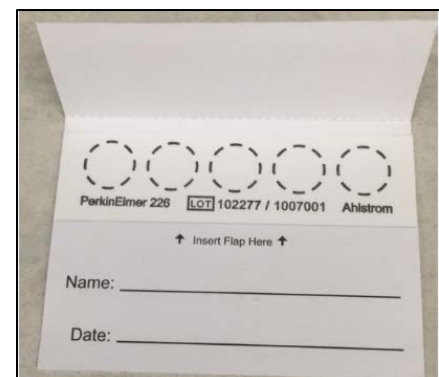 PerkinElmer 226 LOT 102277 / 1007001 Ahlstrom
↑ Insert Flap Here ↑
Name:
Date: